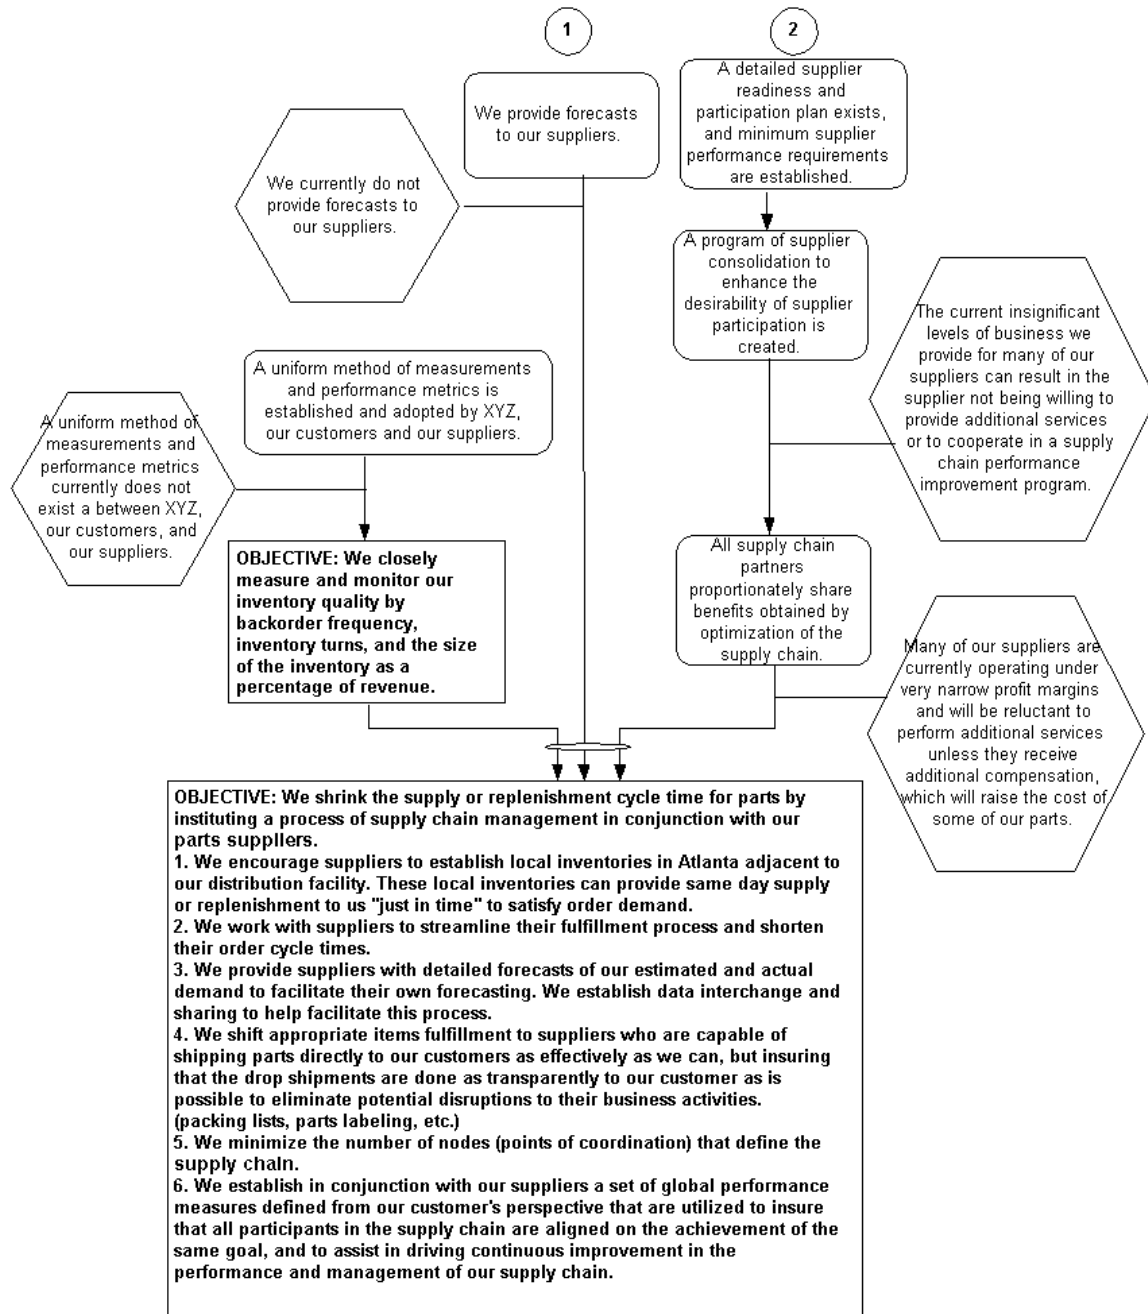 1
2
We provide forecasts
to our suppliers.
A detailed supplier
readiness and
participation plan exists,
and minimum supplier
performance requirements
are established.
We currently do not
provide forecasts to
our suppliers.
A program of supplier
consolidation to
enhance the
desirability of supplier
participation is
created.
The current insignificant
levels of business we
provide for many of our
suppliers can result in the
supplier not being willing to
provide additional services
or to cooperate in a supply
chain performance
improvement program.
A uniform method of measurements
and performance metrics is
established and adopted by XYZ,
our customers and our suppliers.
A uniform method of
measurements and
performance metrics
currently does not
exist a between XYZ,
our customers, and
our suppliers.
OBJECTIVE: We closely
measure and monitor our
inventory quality by
backorder frequency,
inventory turns, and the size
of the inventory as a
percentage of revenue.
All supply chain
partners
proportionately share
benefits obtained by
optimization of the
supply chain.
Many of our suppliers are
currently operating under
very narrow profit margins
and will be reluctant to
perform additional services
unless they receive
additional compensation,
which will raise the cost of
some of our parts.
OBJECTIVE: We shrink the supply or replenishment cycle time for parts by
instituting a process of supply chain management in conjunction with our
parts suppliers.
1. We encourage suppliers to establish local inventories in Atlanta adjacent to
our distribution facility. These local inventories can provide same day supply
or replenishment to us "just in time" to satisfy order demand.
2. We work with suppliers to streamline their fulfillment process and shorten
their order cycle times.
3. We provide suppliers with detailed forecasts of our estimated and actual
demand to facilitate their own forecasting. We establish data interchange and
sharing to help facilitate this process.
4. We shift appropriate items fulfillment to suppliers who are capable of
shipping parts directly to our customers as effectively as we can, but insuring
that the drop shipments are done as transparently to our customer as is
possible to eliminate potential disruptions to their business activities.
(packing lists, parts labeling, etc.)
5. We minimize the number of nodes (points of coordination) that define the
supply chain.
6. We establish in conjunction with our suppliers a set of global performance
measures defined from our customer's perspective that are utilized to insure
that all participants in the supply chain are aligned on the achievement of the
same goal, and to assist in driving continuous improvement in the
performance and management of our supply chain.